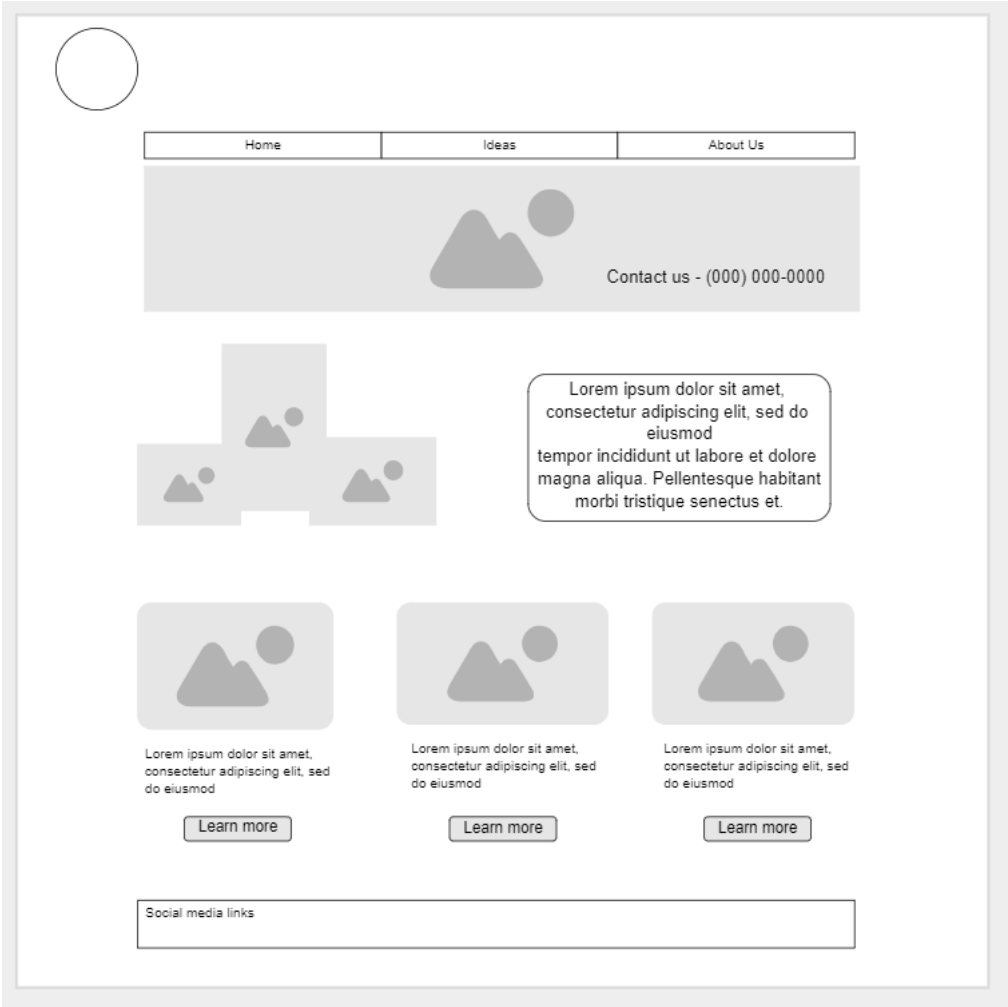 Home
Ideas
About Us
Contact us - (000) 000-0000
Lorem ipsum dolor sit amet,
consectetur adipiscing elit, sed do
eiusmod
tempor incididunt ut labore et dolore
magna aliqua. Pellentesque habitant
morbi tristique senectus et.
Lorem ipsum dolor sit amet,
consectetur adipiscing elit, sed
do eiusmod
Learn more
Lorem ipsum dolor sit amet,
consectetur adipiscing elit, sed
do eiusmod
Learn more
Lorem ipsum dolor sit amet,
consectetur adipiscing elit, sed
do eiusmod
Learn more
Social media links